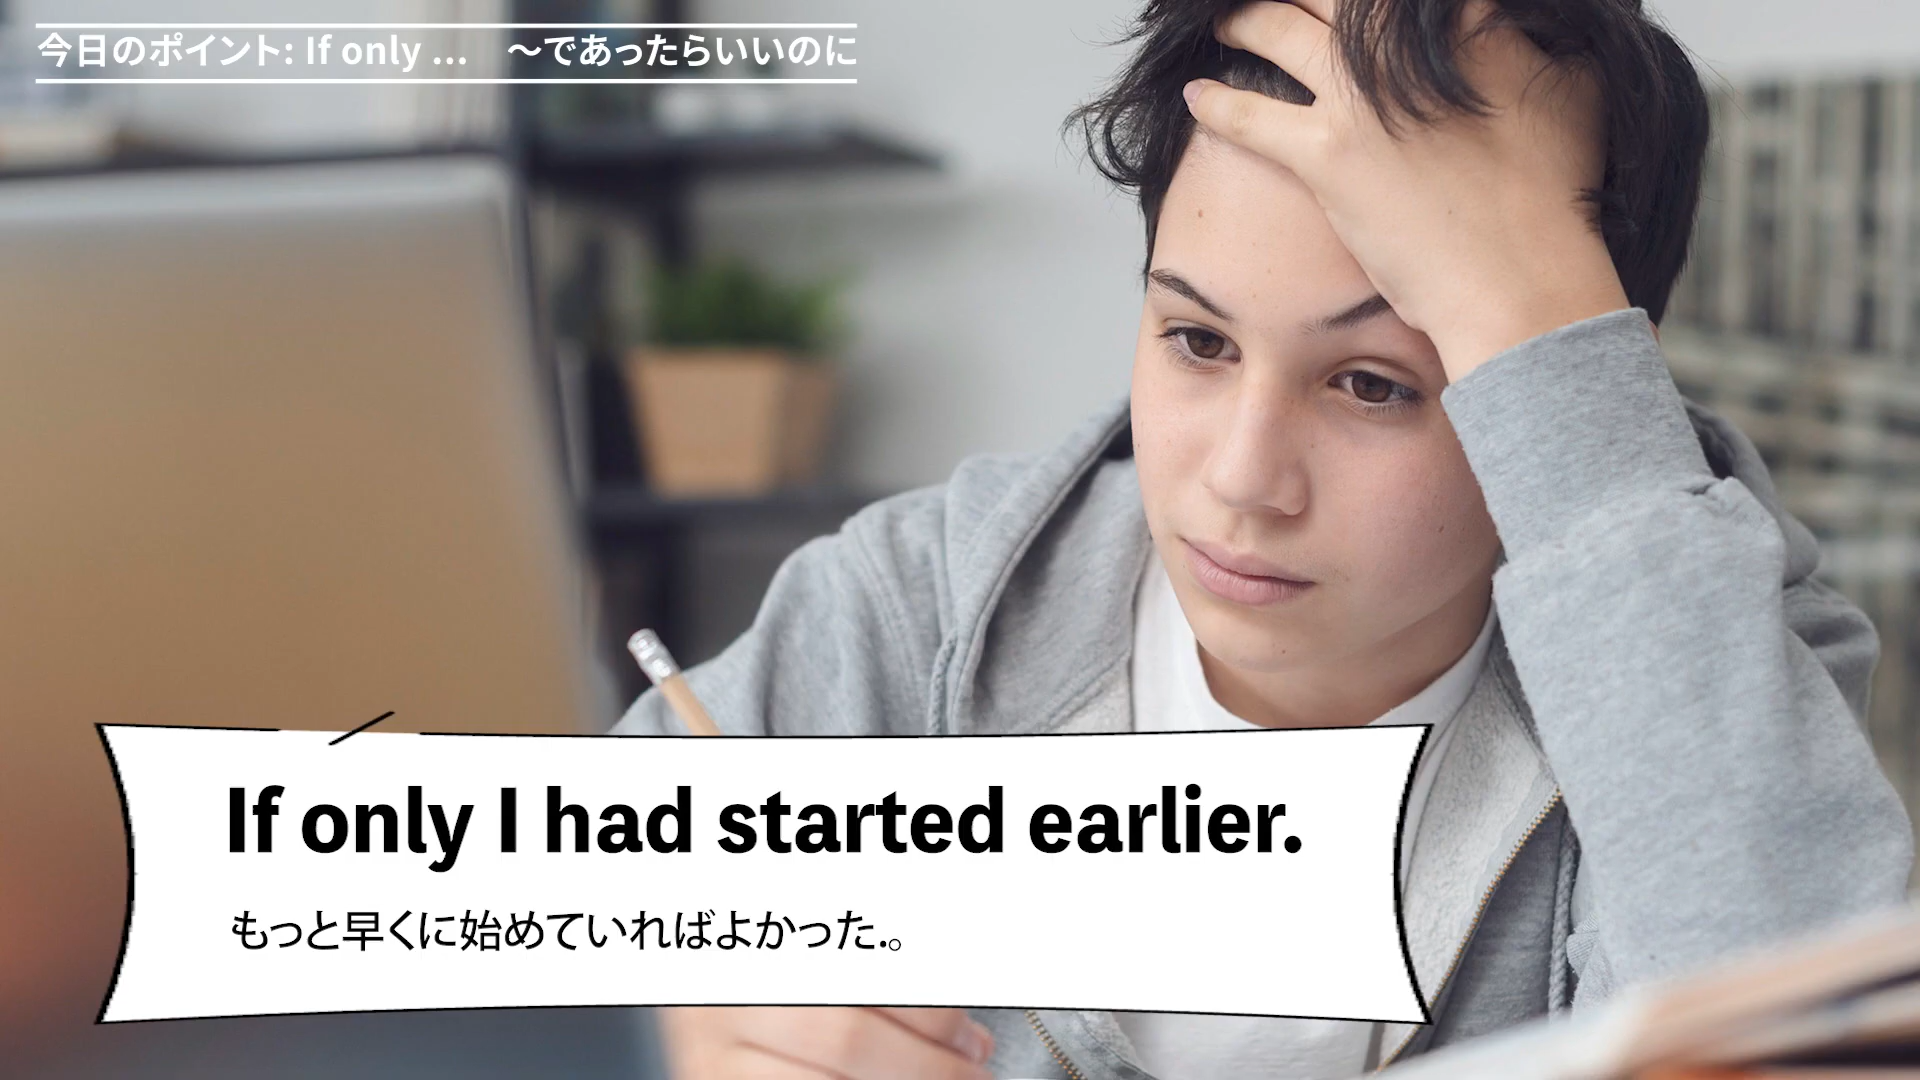 今日のポイント: If only ... ～であったらいいのに
If only I had started earlier.
もっと早くに始めていればよかった.。